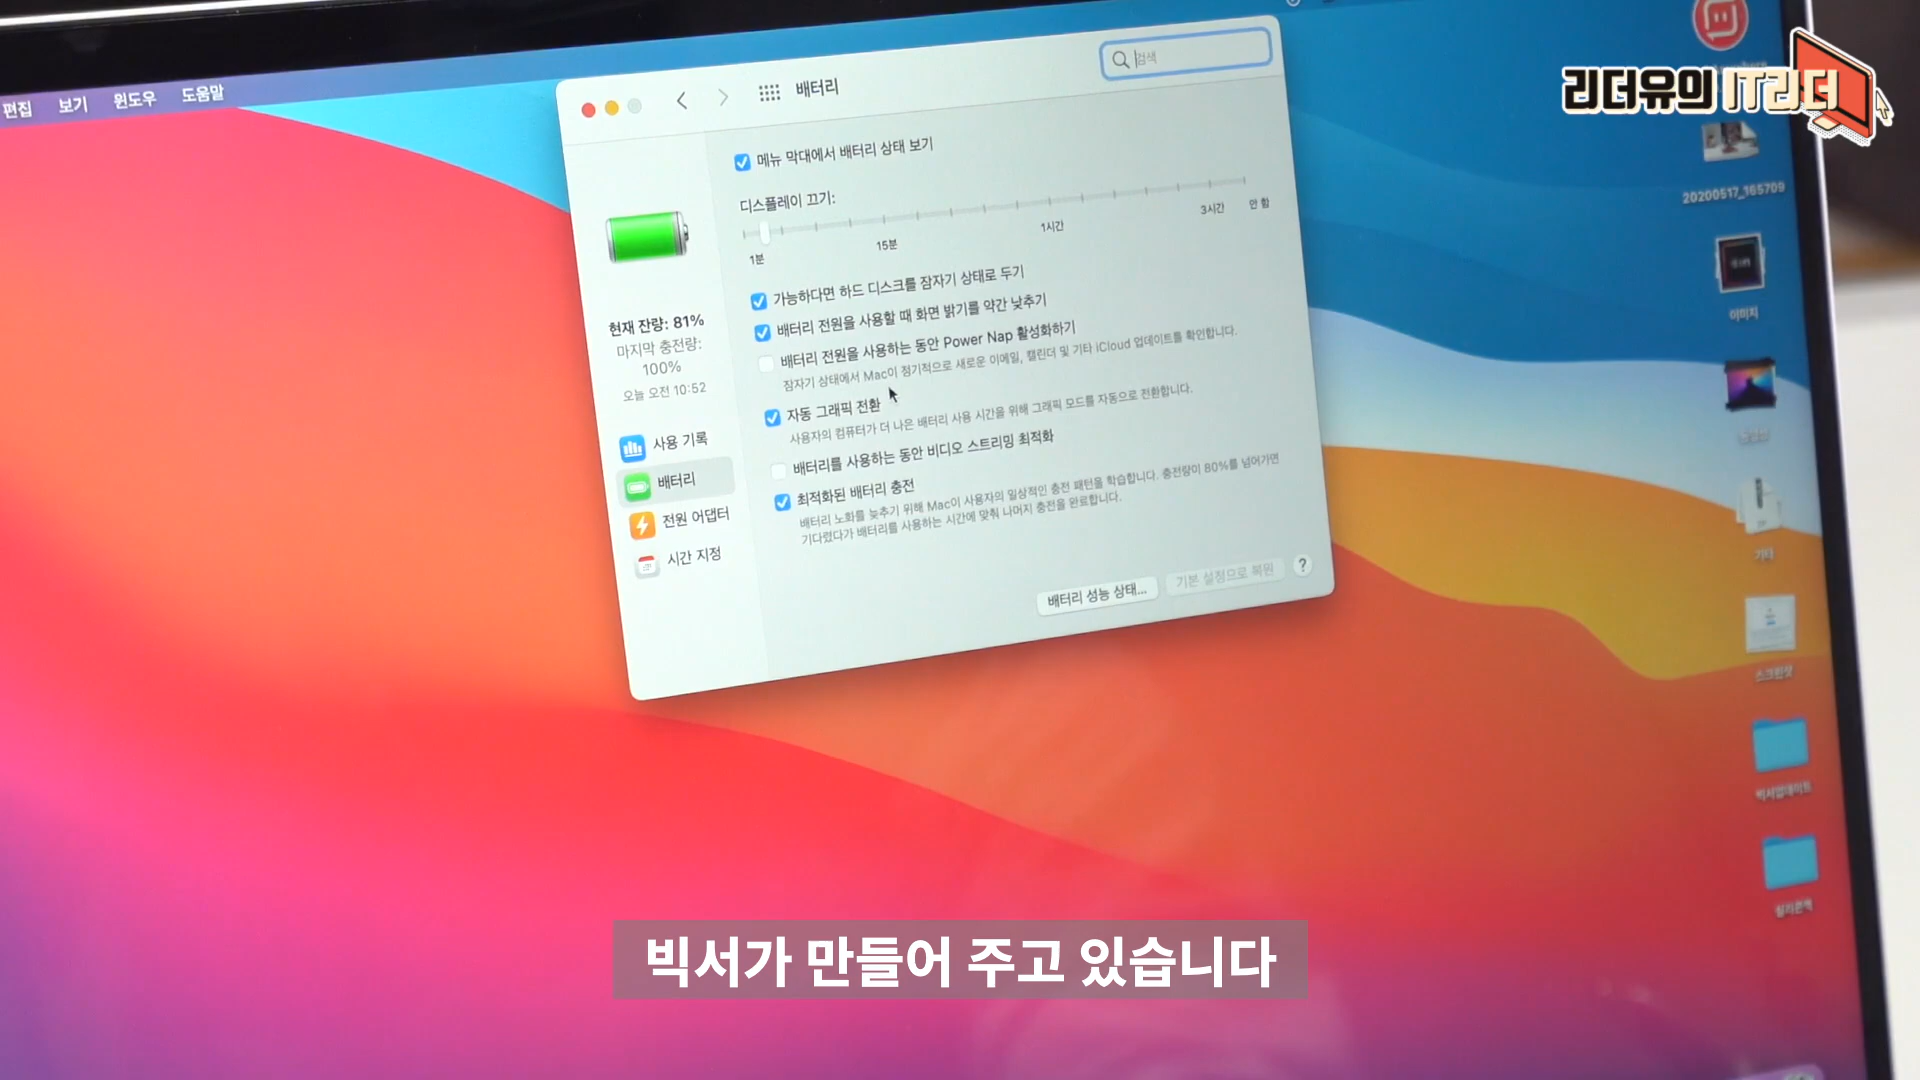 리더유의 IT리더
편집 보기 윈도우 도움말
배터리
검색
메뉴 막대에서 배터리 상태 보기
디스플레이 끄기:
1분 15분 1시간 3시간 안 함
가능하다면 하드 디스크를 잠자기 상태로 두기
배터리 전원을 사용할 때 화면 밝기를 약간 낮추기
배터리 전원을 사용하는 동안 Power Nap 활성화하기
잠자기 상태에서 Mac이 정기적으로 새로운 이메일, 캘린더 및 기타 iCloud 업데이트를 확인합니다.
자동 그래픽 전환
사용자의 컴퓨터가 더 나은 배터리 사용 시간을 위해 그래픽 모드를 자동으로 전환합니다.
배터리를 사용하는 동안 비디오 스트리밍 최적화
최적화된 배터리 충전
배터리 노화를 늦추기 위해 Mac이 사용자의 일상적인 충전 패턴을 학습합니다. 충전량이 80%를 넘어가면
기다렸다가 배터리를 사용하는 시간에 맞춰 나머지 충전을 완료합니다.
배터리 성능 상태... 기본 설정으로 복원 ?
현재 잔량: 81%
마지막 충전량:
100%
오늘 오전 10:52
사용 기록
배터리
전원 어댑터
시간 지정
20200517_165709
이미지
기타
스크린샷
빅서업데이트
빅서가 만들어 주고 있습니다